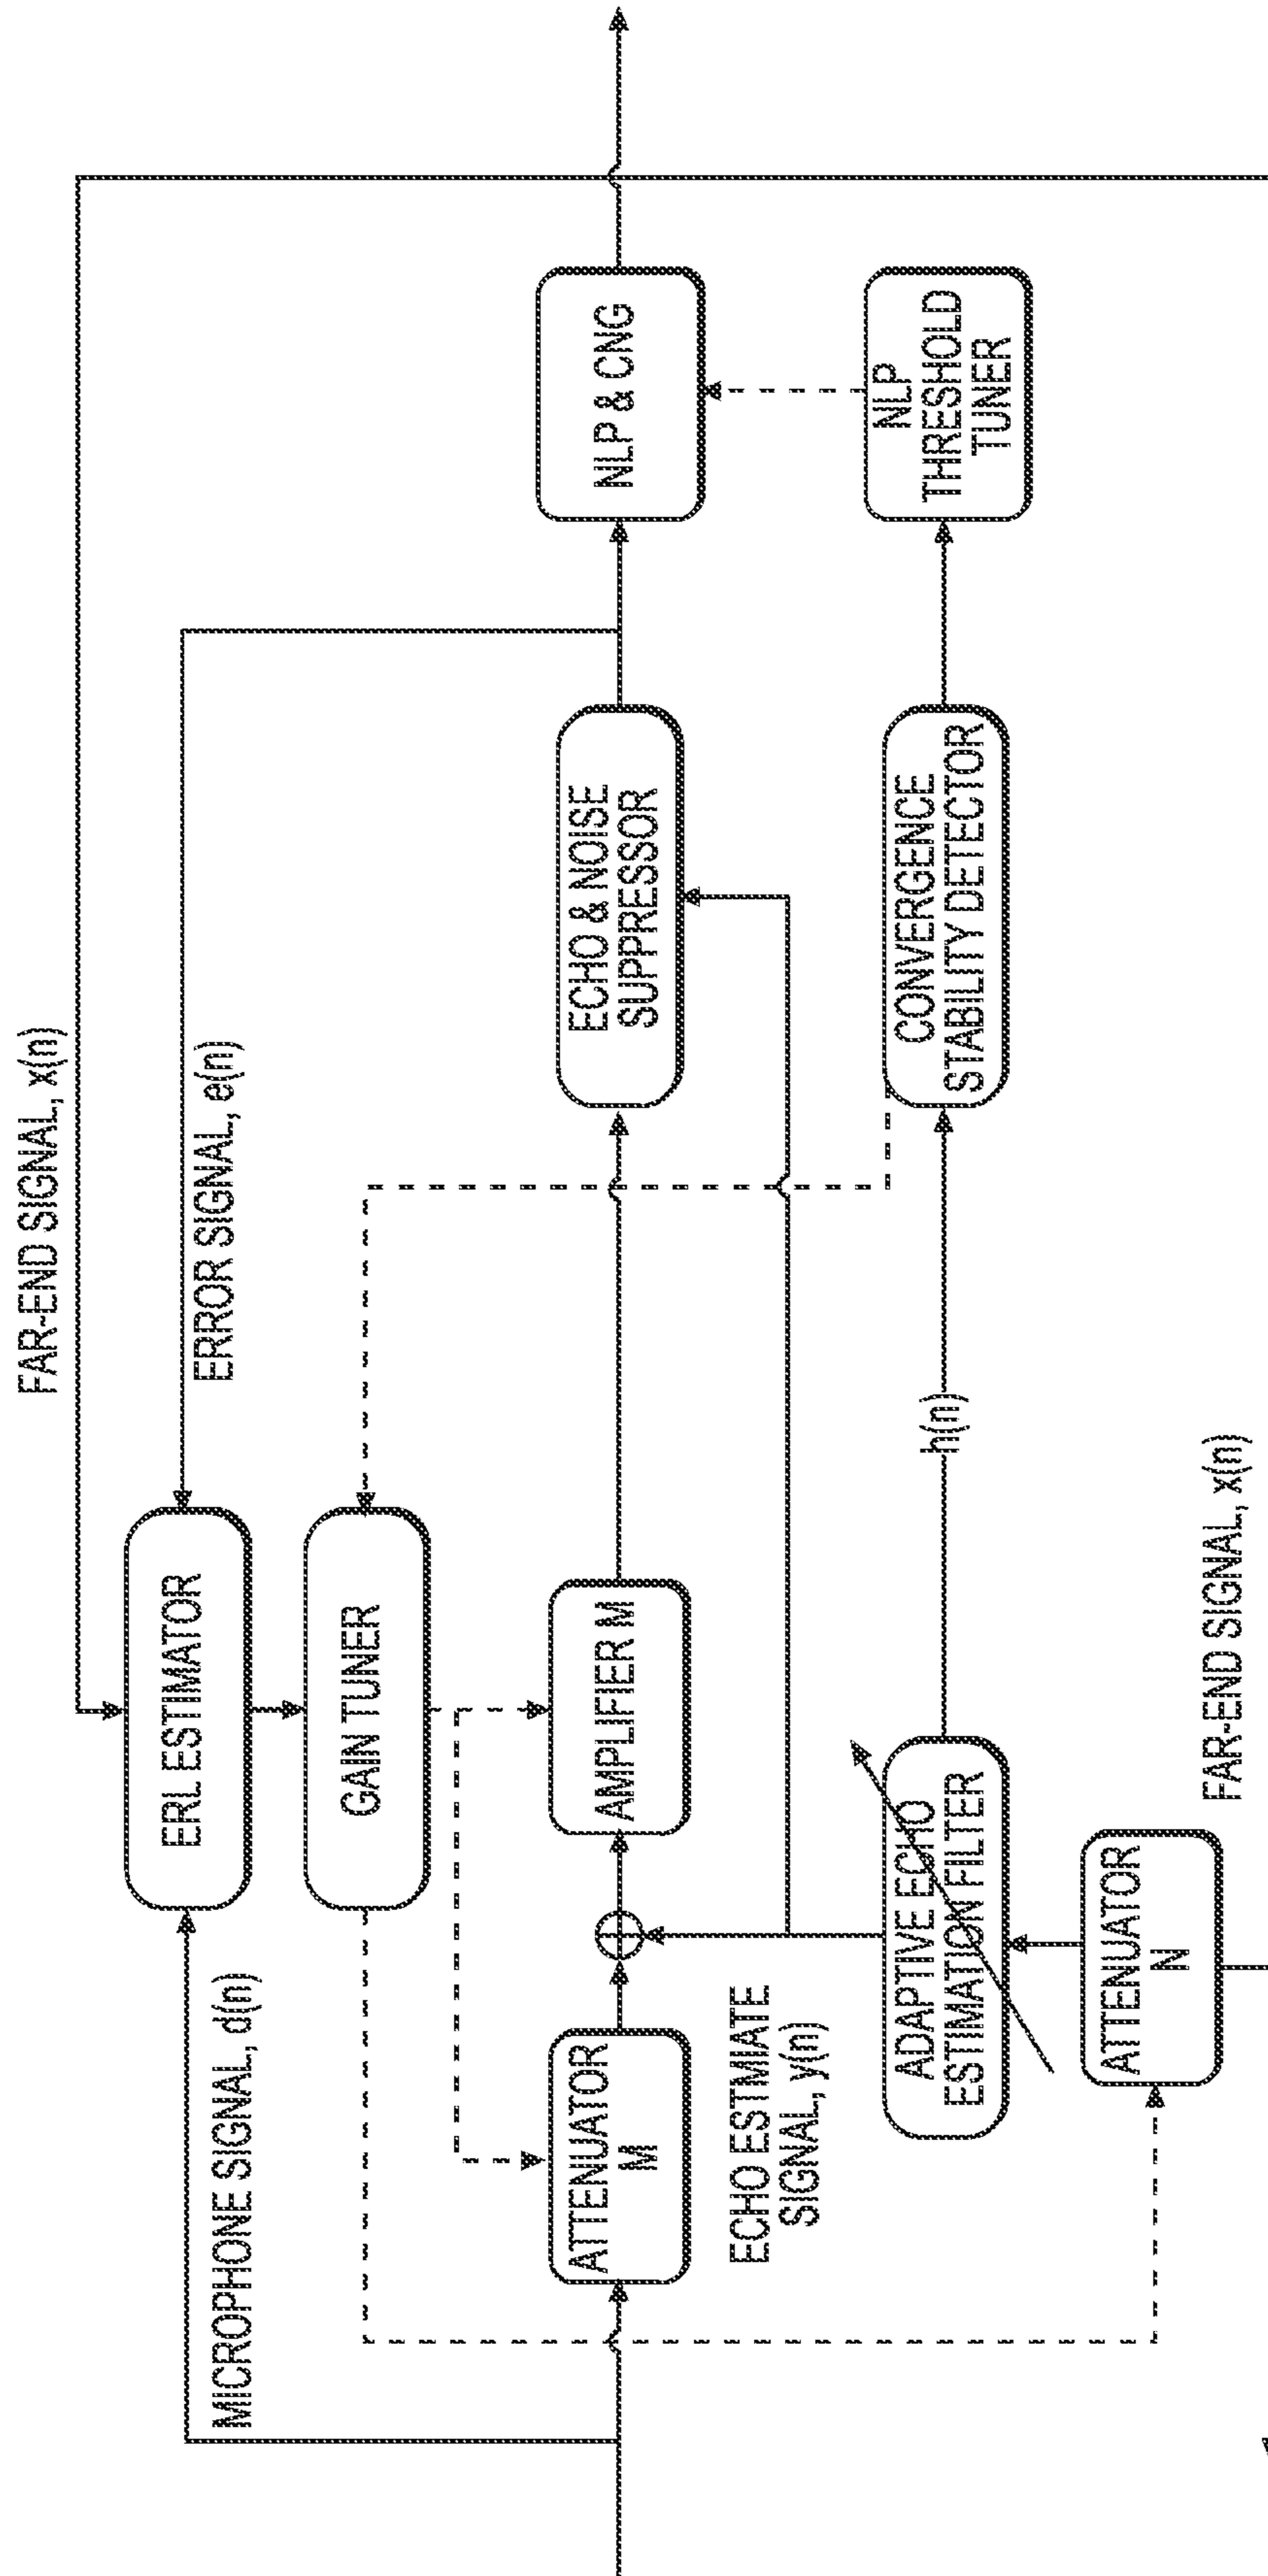 FAR-END SIGNAL, x(n)
ERROR SIGNAL, e(n)
MICROPHONE SIGNAL, d(n)
ERL ESTIMATOR
GAIN TUNER
ATTENUATOR
M
AMPLIFIER M
ECHO & NOISE
SUPPRESSOR
NLP & CNG
ECHO ESTMIATE
SIGNAL, y(n)
ADAPTIVE ECHO
ESTIMATION FILTER
h(n)
CONVERGENCE
STABILITY DETECTOR
NLP
THRESHOLD
TUNER
ATTENUATOR
N
FAR-END SIGNAL, x(n)